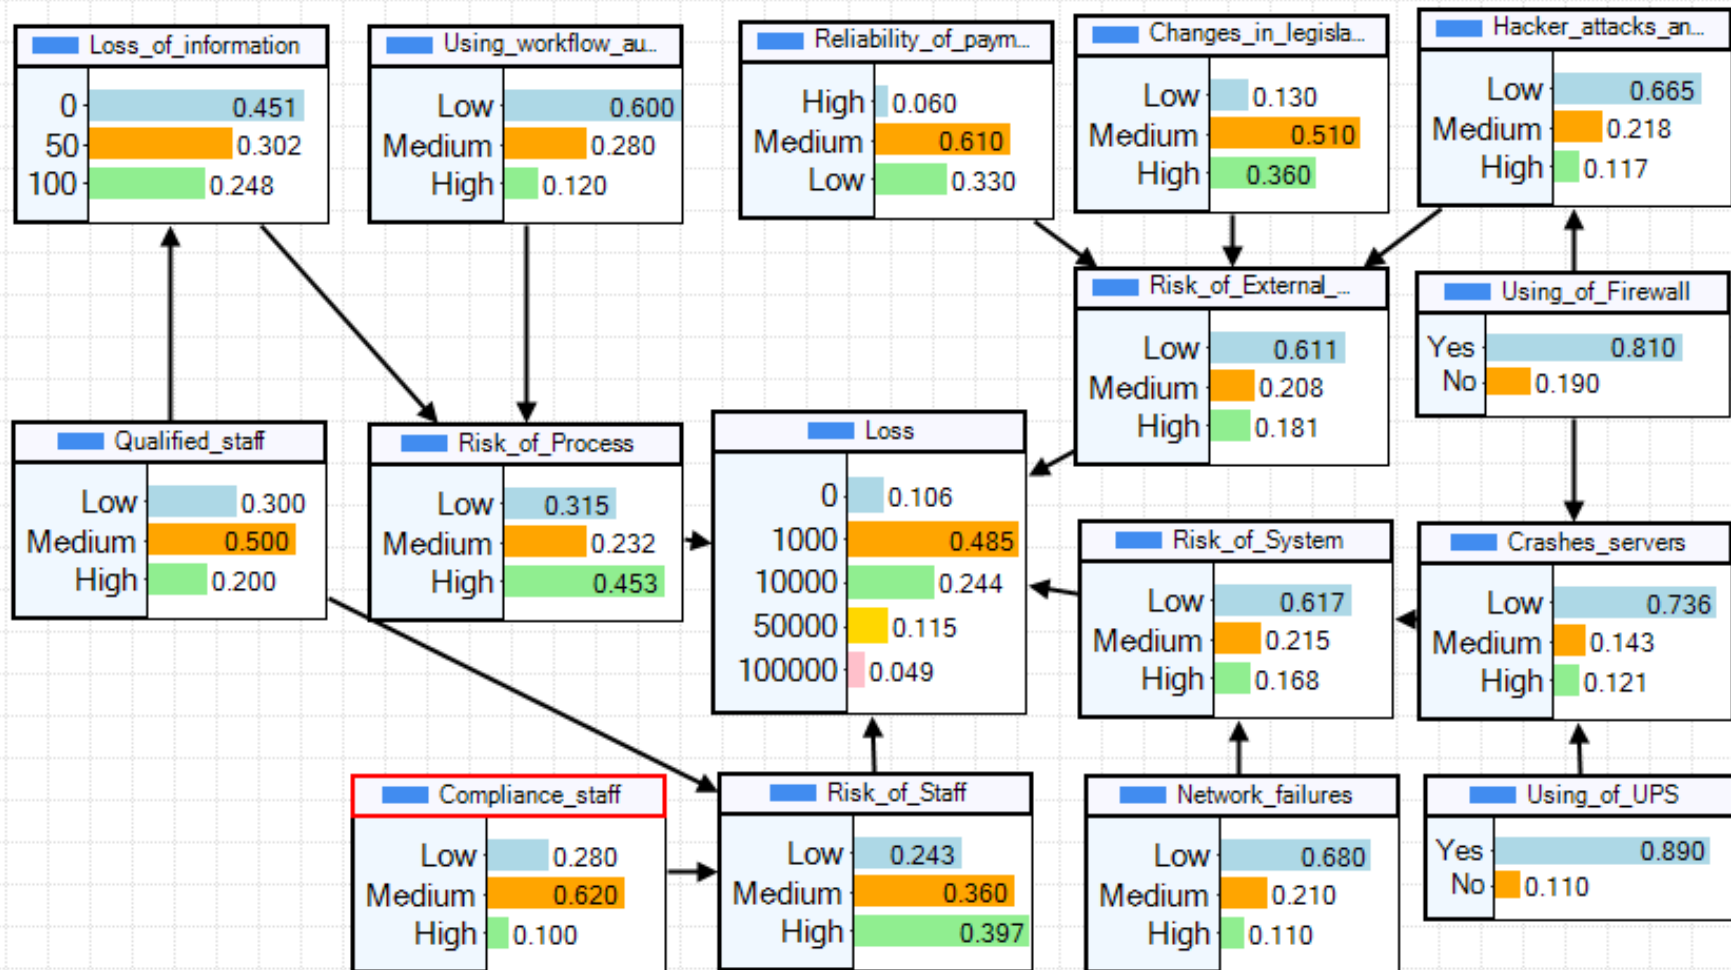 Loss_of_information
0 0.451
50 0.302
100 0.248
Using_workflow_au...
Low 0.600
Medium 0.280
High 0.120
Reliability_of_paym...
High 0.060
Medium 0.610
Low 0.330
Changes_in_legisla...
Low 0.130
Medium 0.510
High 0.360
Hacker_attacks_an...
Low 0.665
Medium 0.218
High 0.117
Risk_of_External_...
Low 0.611
Medium 0.208
High 0.181
Using_of_Firewall
Yes 0.810
No 0.190
Qualified_staff
Low 0.300
Medium 0.500
High 0.200
Risk_of_Process
Low 0.315
Medium 0.232
High 0.453
Loss
0 0.106
1000 0.485
10000 0.244
50000 0.115
100000 0.049
Risk_of_System
Low 0.617
Medium 0.215
High 0.168
Crashes_servers
Low 0.736
Medium 0.143
High 0.121
Compliance_staff
Low 0.280
Medium 0.620
High 0.100
Risk_of_Staff
Low 0.243
Medium 0.360
High 0.397
Network_failures
Low 0.680
Medium 0.210
High 0.110
Using_of_UPS
Yes 0.890
No 0.110